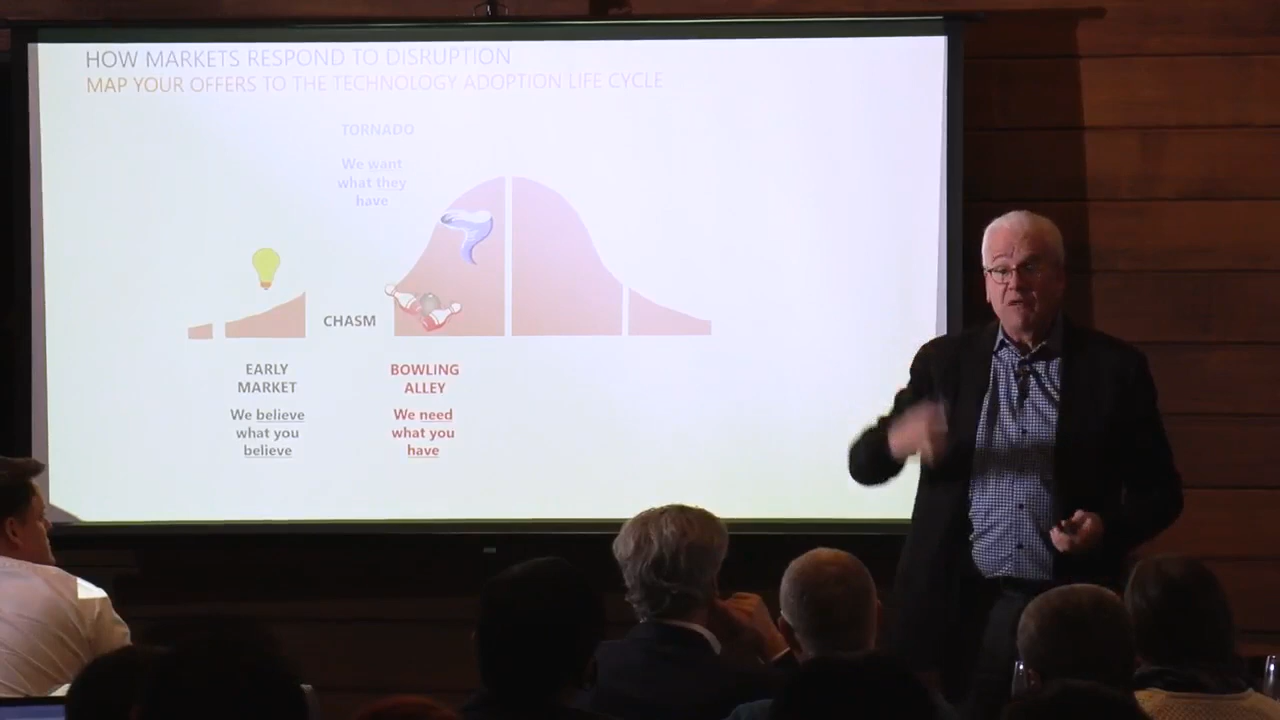 HOW MARKETS RESPOND TO DISRUPTION
MAP YOUR OFFERS TO THE TECHNOLOGY ADOPTION LIFE CYCLE
TORNADO
We want
what they
have
CHASM
EARLY
MARKET
We believe
what you
believe
BOWLING
ALLEY
We need
what you
have